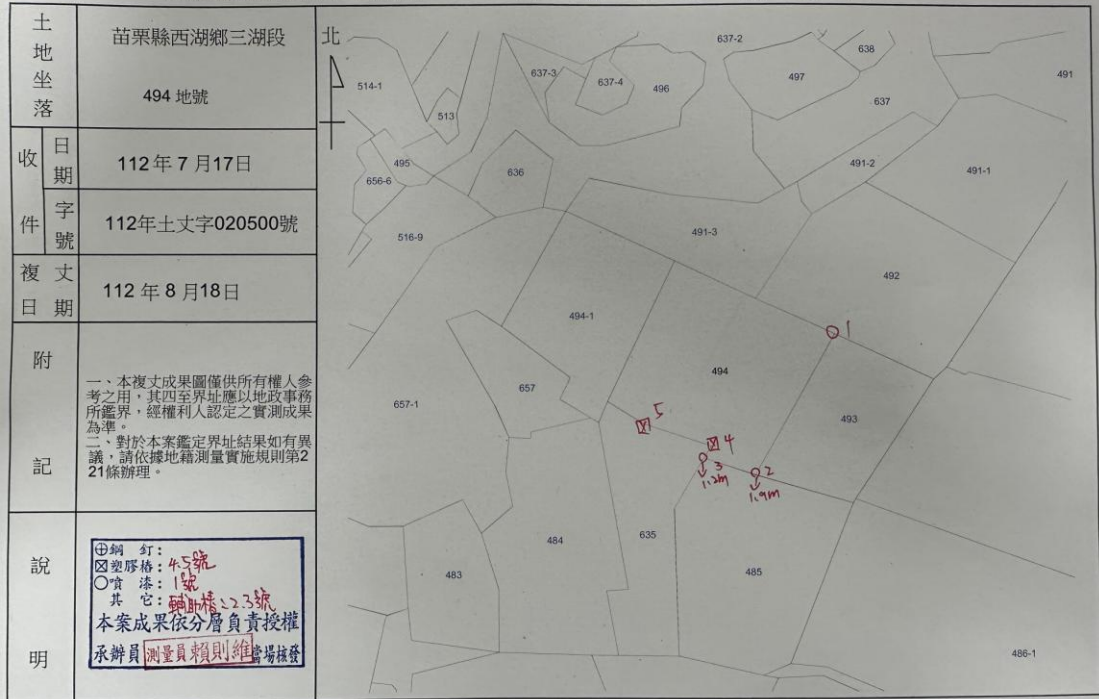 土地坐落
苗栗縣西湖鄉三湖段
494 地號
收件
日期
112 年 7 月17日
字號
112年土丈字020500號
複丈日期
112 年 8 月18日
附記
一、本複丈成果圖僅供所有權人參
考之用，其四至界址應以地政事務
所鑑界，經權利人認定之實測成果
為準。
二、對於本案鑑定界址結果如有異
議，請依據地籍測量實施規則第2
21條辦理。
說明
鋼 釘：
塑膠樁：4.5號
噴 漆：1號
其 它：輔助樁：2.3號
本案成果依分層負責授權
承辦員 測量員賴則維 當場核發
北
637-2
638
491
637-3
637-4
496
497
637
514-1
513
495
656-6
636
491-2
491-1
516-9
491-3
492
494-1
1
494
657
657-1
493
5
4
3
2
1.2m
1.9m
484
635
483
485
486-1